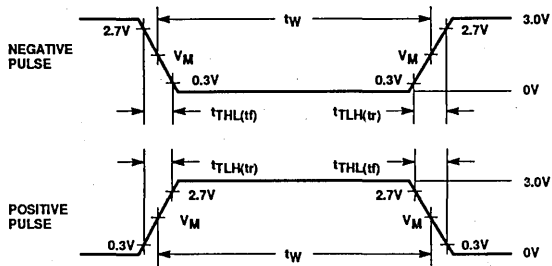 tW
2.7V
2.7V
3.0V
NEGATIVE
PULSE
VM
VM
0.3V
0.3V
0V
tTHL(tf)
tTLH(tr)
tTLH(tr)
tTHL(tf)
3.0V
2.7V
2.7V
POSITIVE
PULSE
VM
VM
0.3V
0.3V
0V
tW